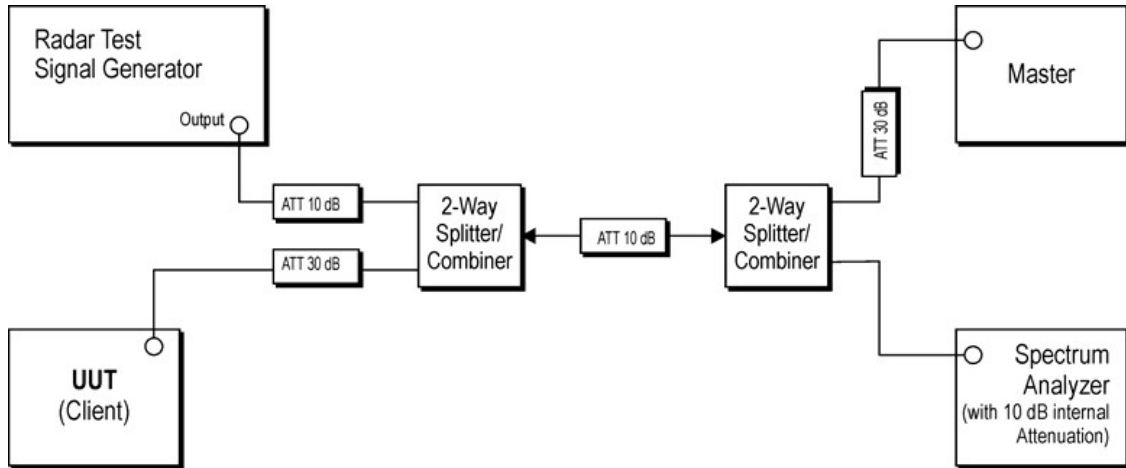 Radar Test
Signal Generator
Output
ATT 10 dB
ATT 30 dB
UUT
(Client)
2-Way
Splitter/
Combiner
ATT 10 dB
2-Way
Splitter/
Combiner
ATT 30 dB
Master
Spectrum
Analyzer
(with 10 dB internal
Attenuation)